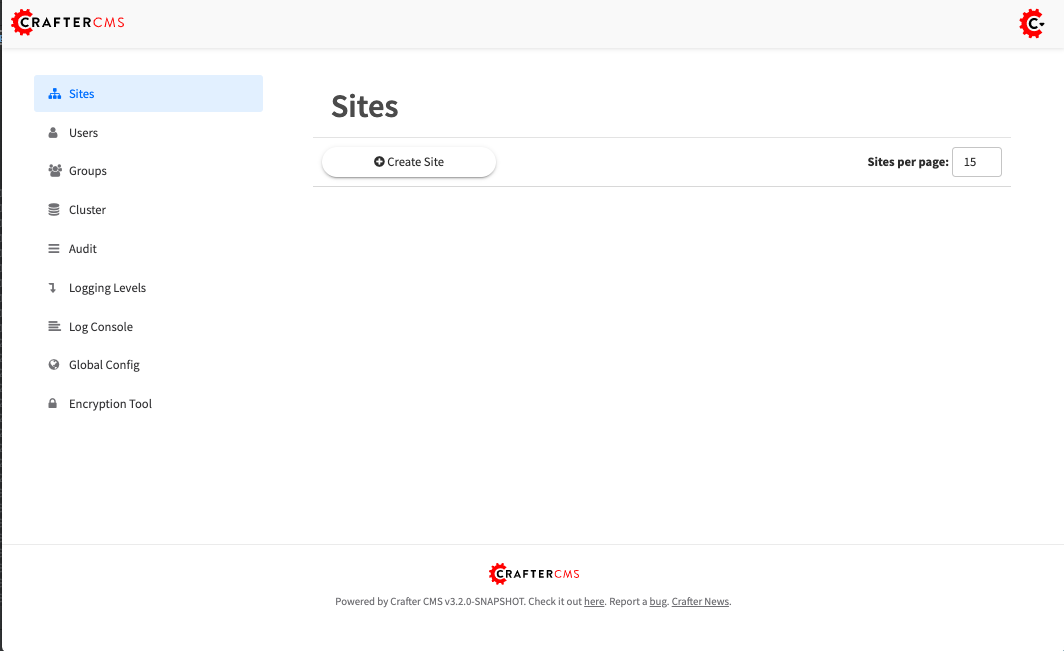 CRAFTERCMS
C
Sites
Users
Groups
Cluster
Audit
Logging Levels
Log Console
Global Config
Encryption Tool
Sites
Create Site
Sites per page: 15
CRAFTERCMS
Powered by Crafter CMS v3.2.0-SNAPSHOT. Check it out here. Report a bug. Crafter News.